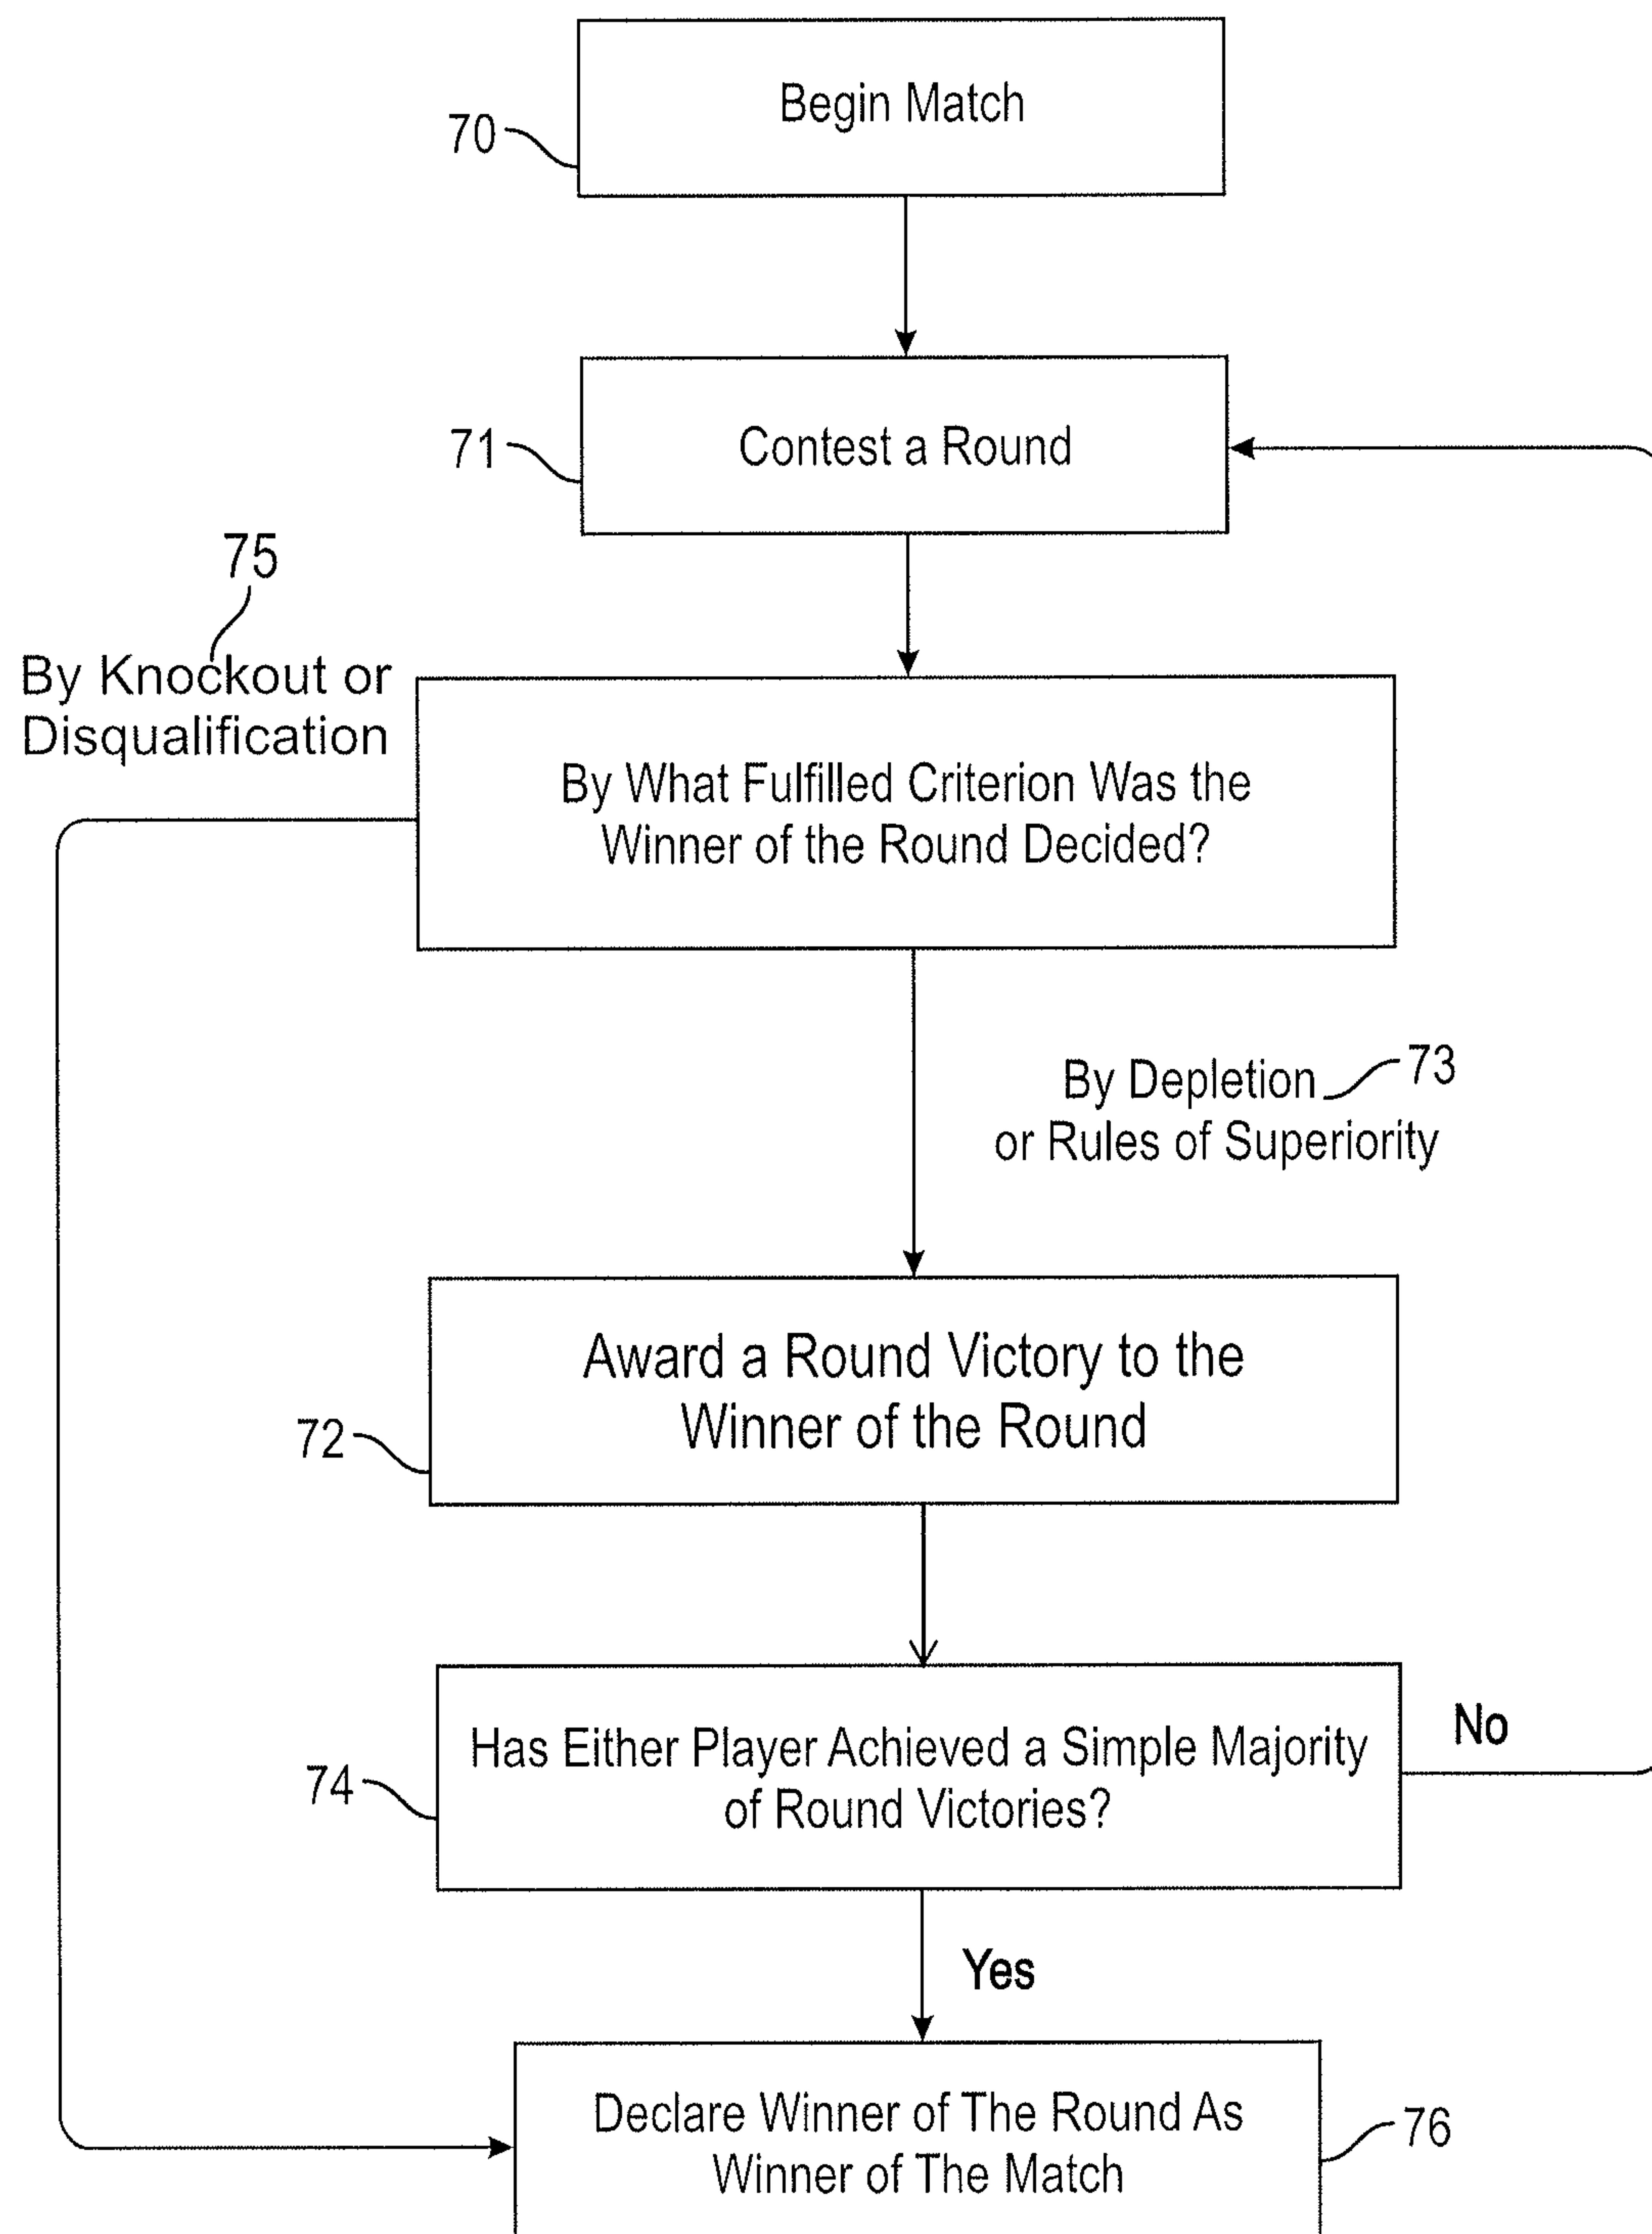 Begin Match
70
Contest a Round
71
75
By Knockout or
Disqualification
By What Fulfilled Criterion Was the
Winner of the Round Decided?
By Depletion 73
or Rules of Superiority
Award a Round Victory to the
Winner of the Round
72
Has Either Player Achieved a Simple Majority
of Round Victories?
74
No
Yes
Declare Winner of The Round As
Winner of The Match
76